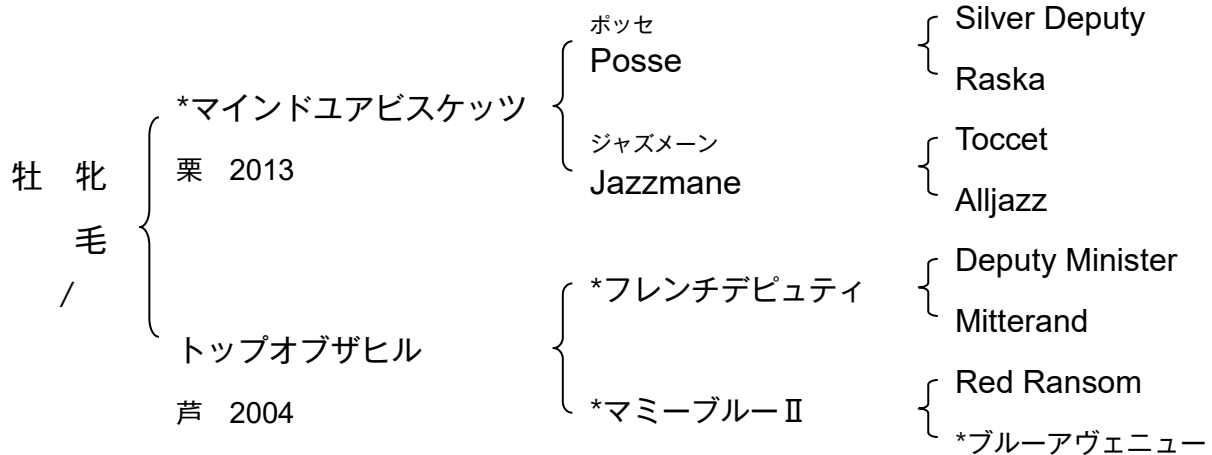 牡 牝
毛
/
*マインドユアビスケッツ
栗 2013
トップオブザヒル
芦 2004
ポッセ
Posse
ジャズメーン
Jazzmane
*フレンチデピュティ
*マミーブルーⅡ
Silver Deputy
Raska
Toccet
Alljazz
Deputy Minister
Mitterand
Red Ransom
*ブルーアヴェニュー